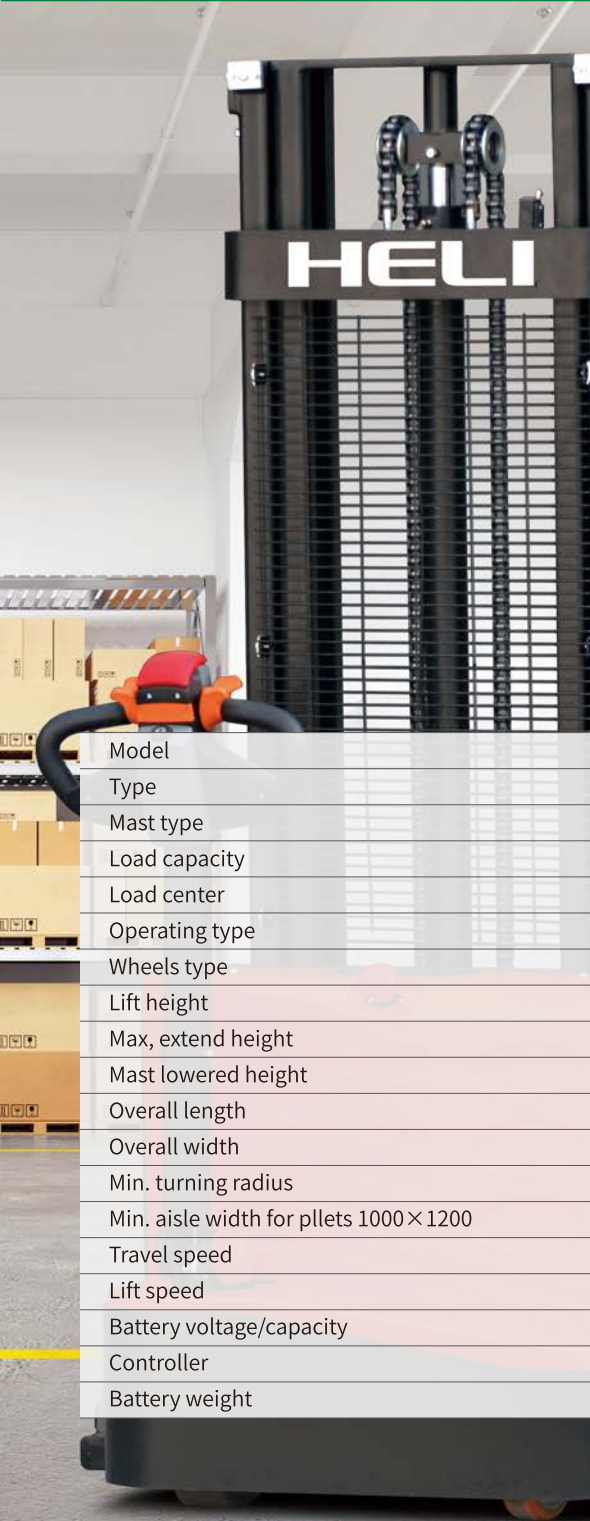 HELI
Model
Type
Mast type
Load capacity
Load center
Operating type
Wheels type
Lift height
Max, extend height
Mast lowered height
Overall length
Overall width
Min. turning radius
Min. aisle width for pllets 1000×1200
Travel speed
Lift speed
Battery voltage/capacity
Controller
Battery weight